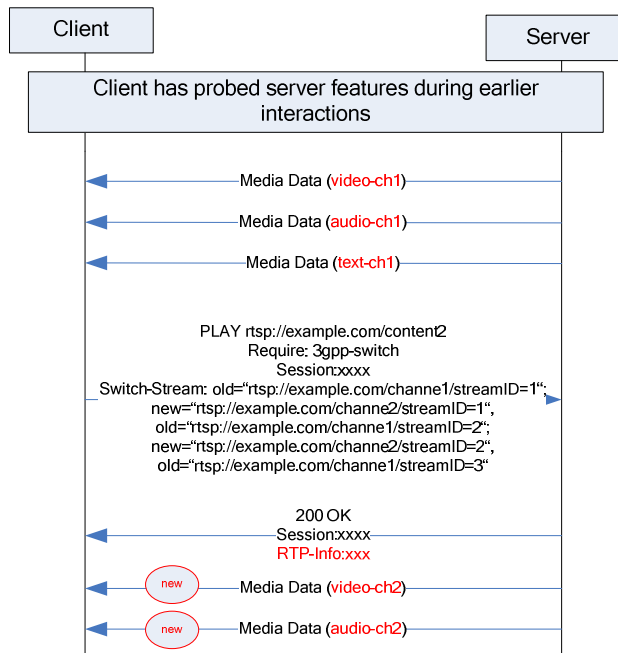 Client
Server
Client has probed server features during earlier
interactions
Media Data (video-ch1)
Media Data (audio-ch1)
Media Data (text-ch1)
PLAY rtsp://example.com/content2
Require: 3gpp-switch
Session:xxxx
Switch-Stream: old=“rtsp://example.com/channe1/streamID=1“;
new=“rtsp://example.com/channe2/streamID=1“,
old=“rtsp://example.com/channe1/streamID=2“;
new=“rtsp://example.com/channe2/streamID=2“,
old=“rtsp://example.com/channe1/streamID=3“
200 OK
Session:xxxx
RTP-Info:xxx
new
Media Data (video-ch2)
new
Media Data (audio-ch2)